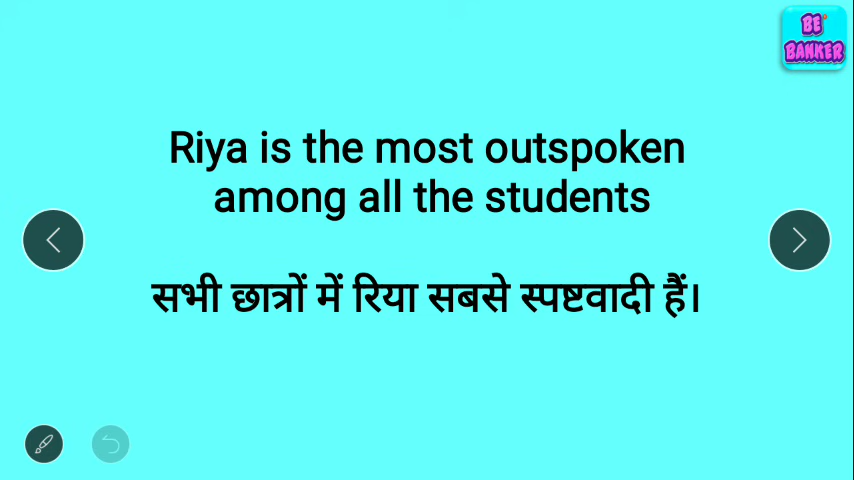 BE
BANKER
Riya is the most outspoken
among all the students
सभी छात्रों में रिया सबसे स्पष्टवादी हैं।